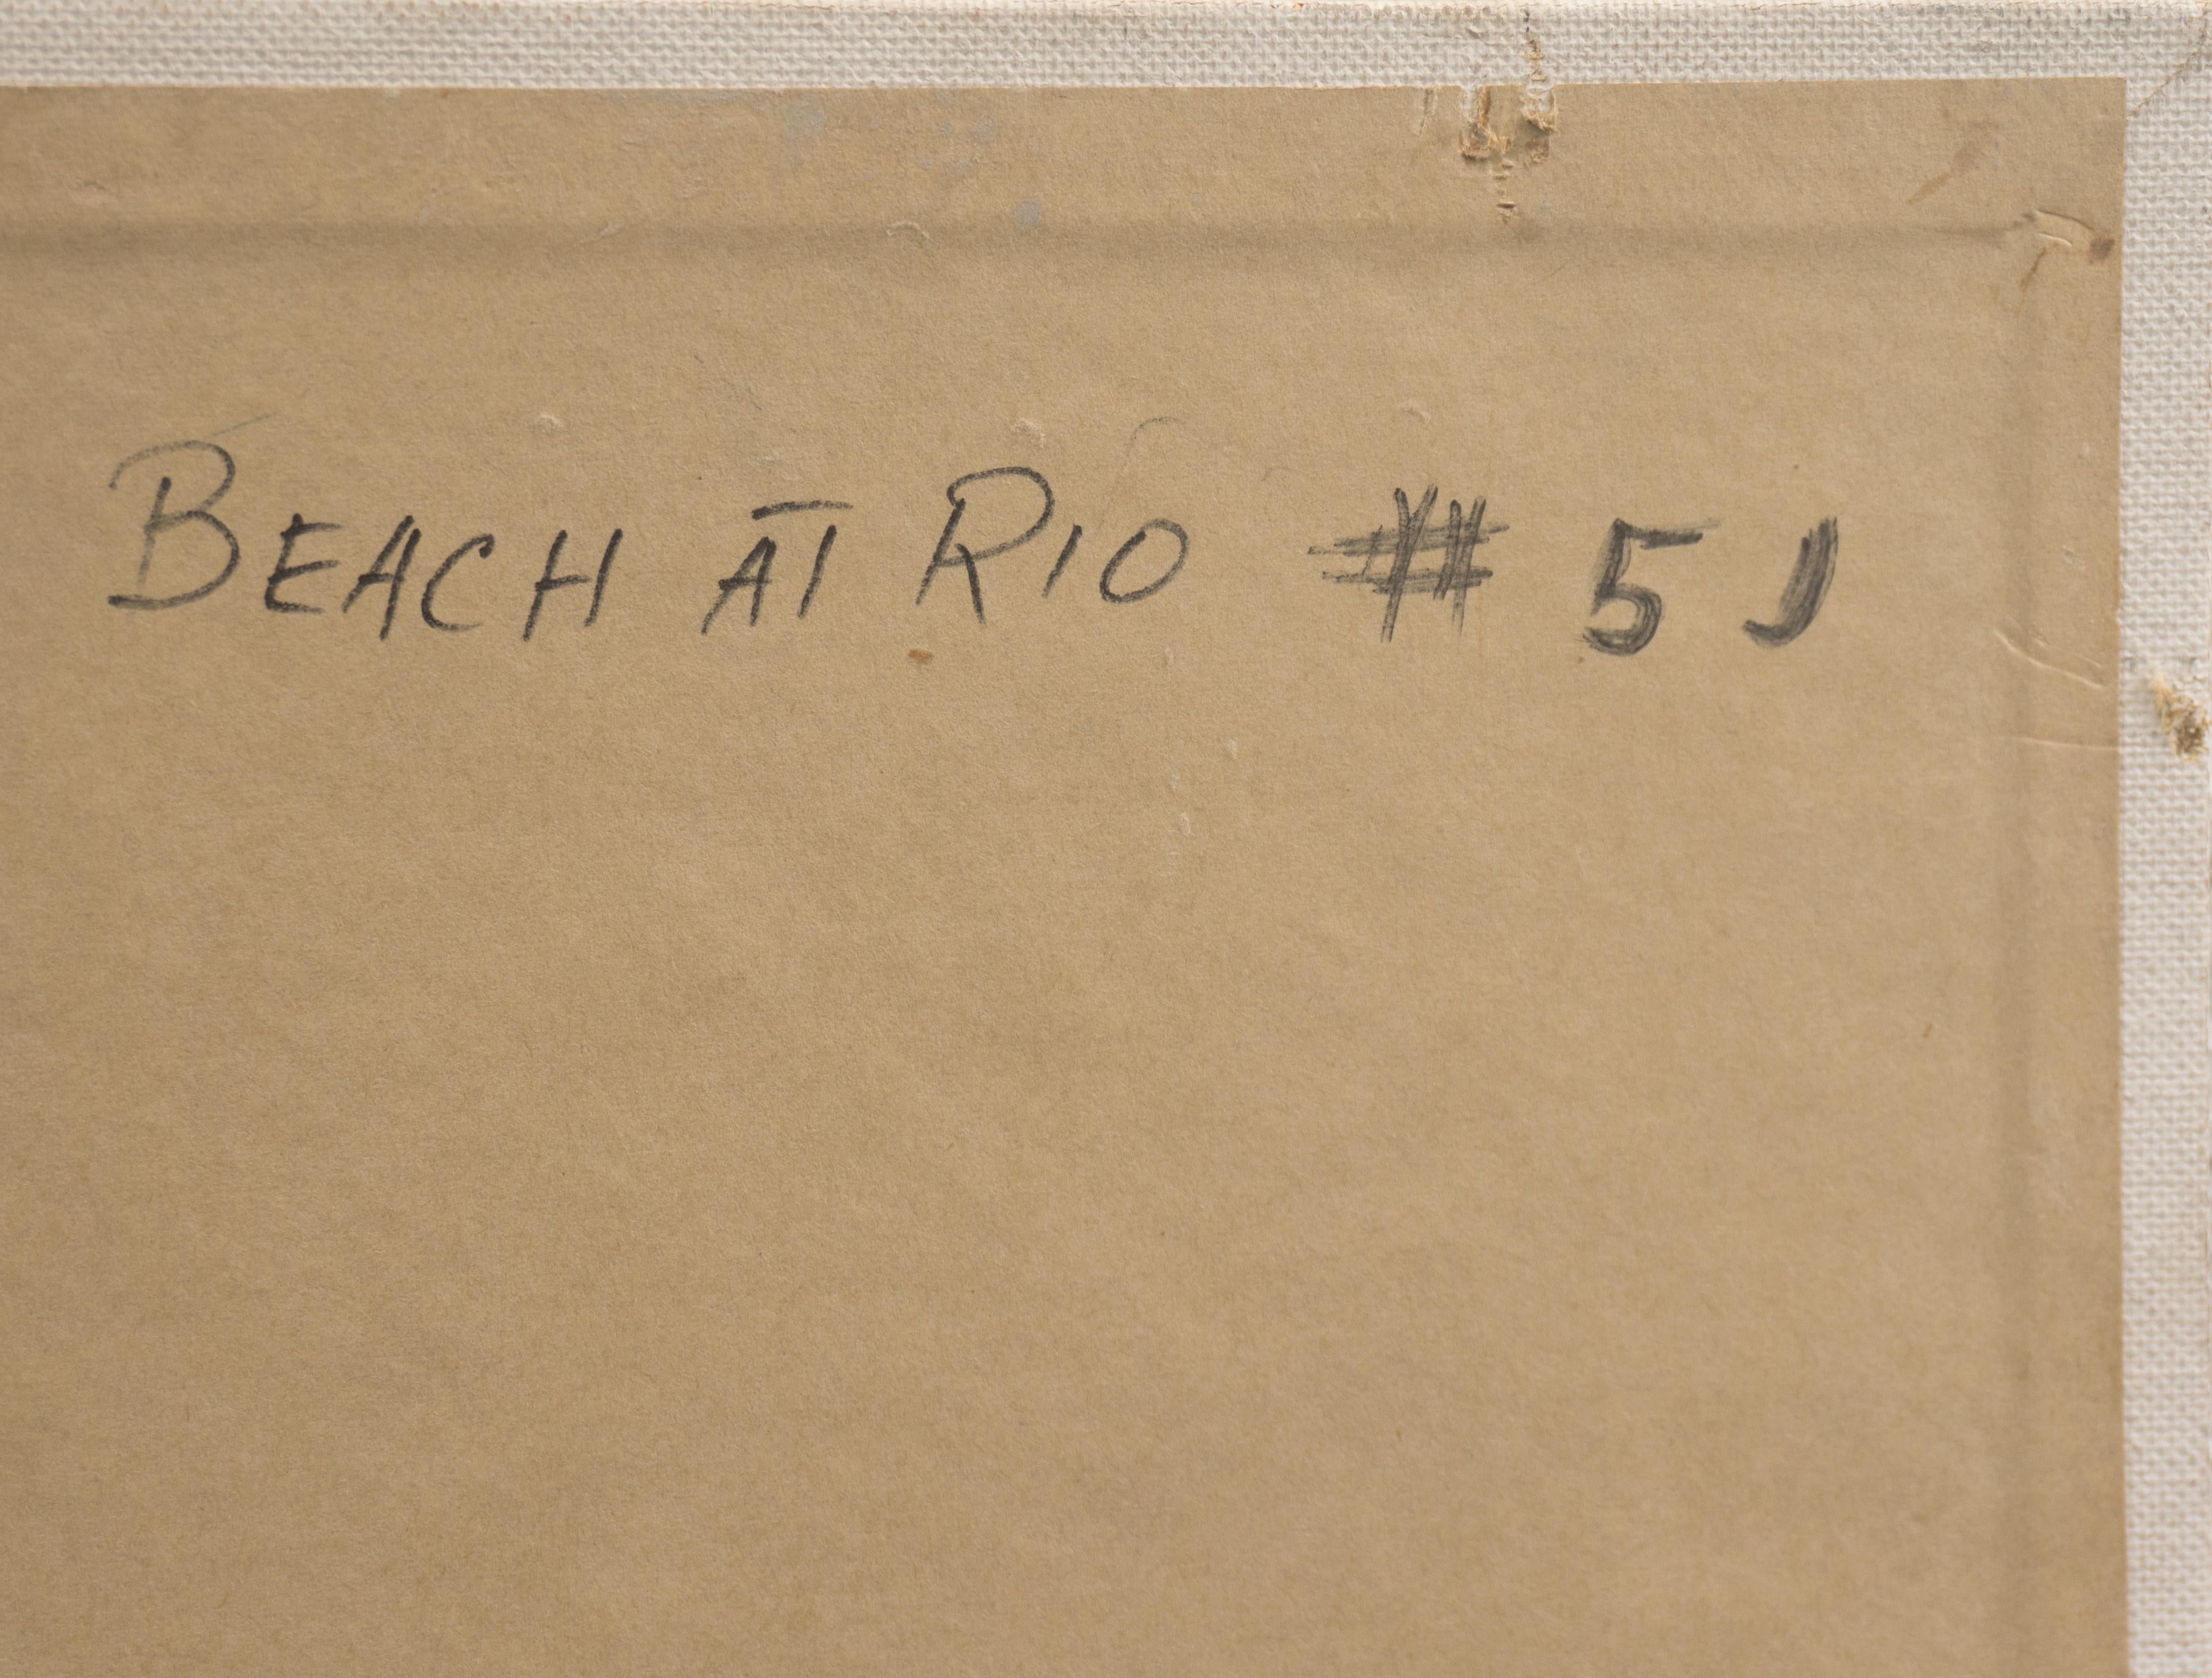 BEACH AT RIO # 5J